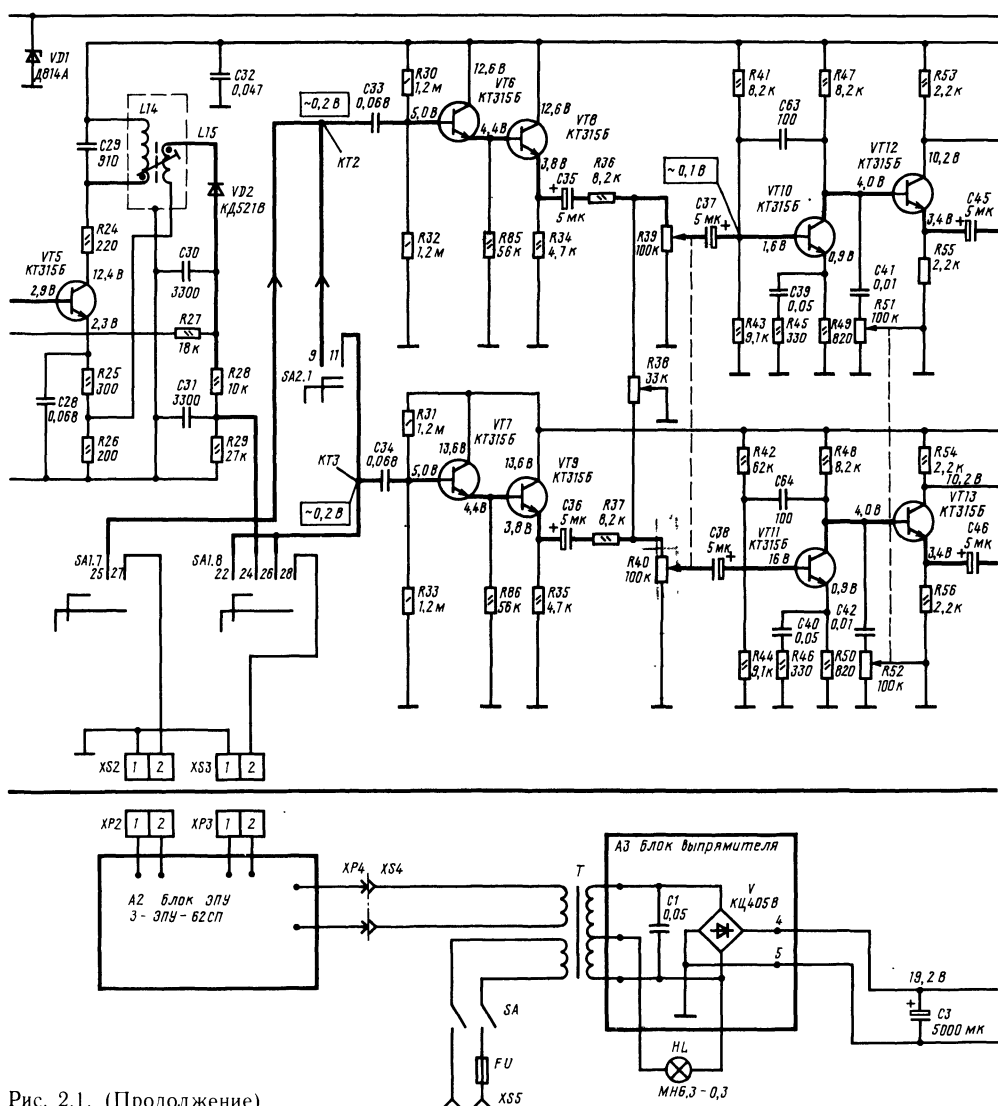 VD1
Д814А
C32
0,047
L14
L15
C29
910
VD2
КД521В
R24
220
VT5
КТ315Б
12,4 В
2,9В
2,3 В
C30
3300
R27
18 к
C28
0,068
R25
300
C31
3300
R28
10 к
R26
200
R29
27 к
~0,2 В
КТ2
C33
0,068
R30
1,2 м
5,0 В
12,6 В
VT6
КТ315Б
4,4 В
12,6 В
VT8
КТ315Б
3,8 В
C35
5 мк
R36
8,2 к
R32
1,2 м
R85
56 к
R34
4,7 к
R39
100к
C37
5 мк
+
~ 0,1 В
R41
8,2 к
C63
100
R47
8,2 к
VT10
КТ315Б
1,6 В
0,9 В
VT12
КТ315Б
4,0 В
R53
2,2 к
10,2 В
3,4 В
+
C45
5 мк
R55
2,2 к
C41
0,01
R51
100 к
C39
0,05
R43
9,1 к
R45
330
R49
820
9
11
SA2.1
R38
33 к
КТ3
~0,2 В
C34
0,068
R31
1,2 м
5,0 В
13,6 В
VT7
КТ315Б
4,4 В
13,6 В
VT9
КТ315Б
3,8 В
C36
5 мк
R37
8,2 к
R33
1,2 м
R86
56 к
R35
4,7 к
R40
100 к
C38
5 мк
+
R42
62 к
C64
100
R48
8,2 к
VT11
КТ315Б
16 В
0,9 В
4,0 В
R54
2,2 к
10,2 В
VT13
КТ315Б
3,4 В
+
C46
5 мк
R56
2,2 к
C40
0,05
C42
0,01
R44
9,1 к
R46
330
R50
820
R52
100 к
SA1.7
25
27
SA1.8
22
24
26
28
XS2
1
2
XS3
1
2
XP2
1
2
XP3
1
2
А2 Блок ЭПУ
3 - ЭПУ - 62СП
XP4
XS4
T
А3 Блок выпрямителя
C1
0,05
V
КЦ405В
4
5
19,2 В
+
C3
5000 мк
SA
FU
XS5
HL
МН6,3 - 0,3
Рис. 2.1. (Продолжение)